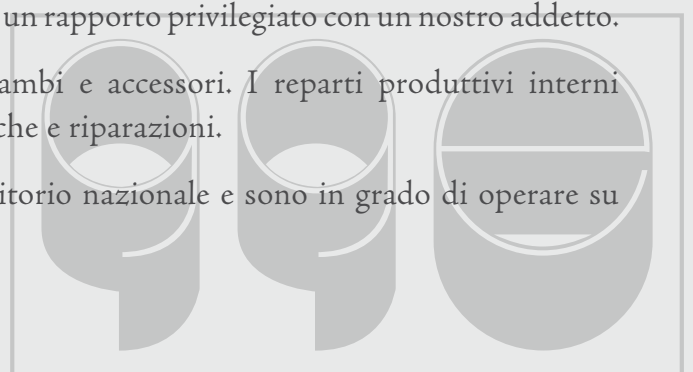 un rapporto privilegiato con un nostro addetto.
ambi e accessori. I reparti produttivi interni
che e riparazioni.
itorio nazionale e sono in grado di operare su